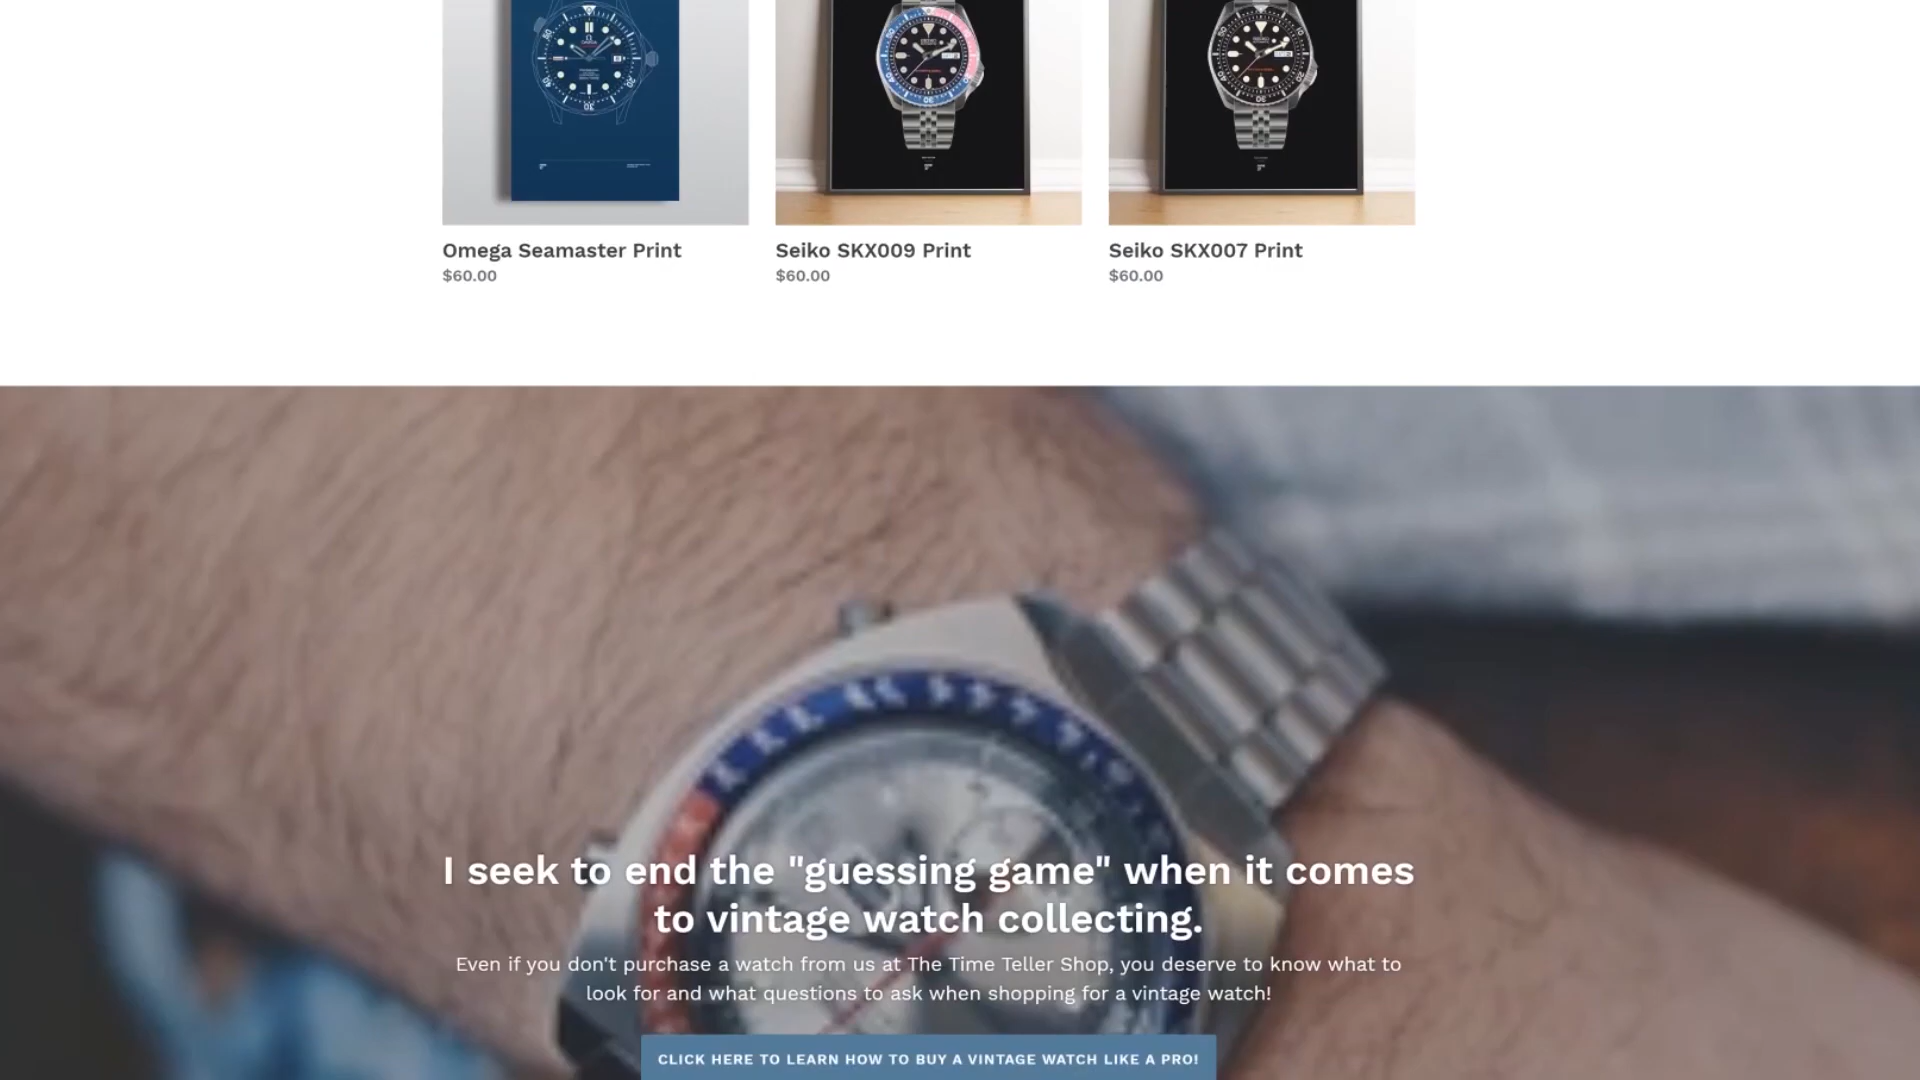 Omega Seamaster Print
$60.00
Seiko SKX009 Print
$60.00
Seiko SKX007 Print
$60.00
I seek to end the "guessing game" when it comes
to vintage watch collecting.
Even if you don't purchase a watch from us at The Time Teller Shop, you deserve to know what to
look for and what questions to ask when shopping for a vintage watch!
CLICK HERE TO LEARN HOW TO BUY A VINTAGE WATCH LIKE A PRO!